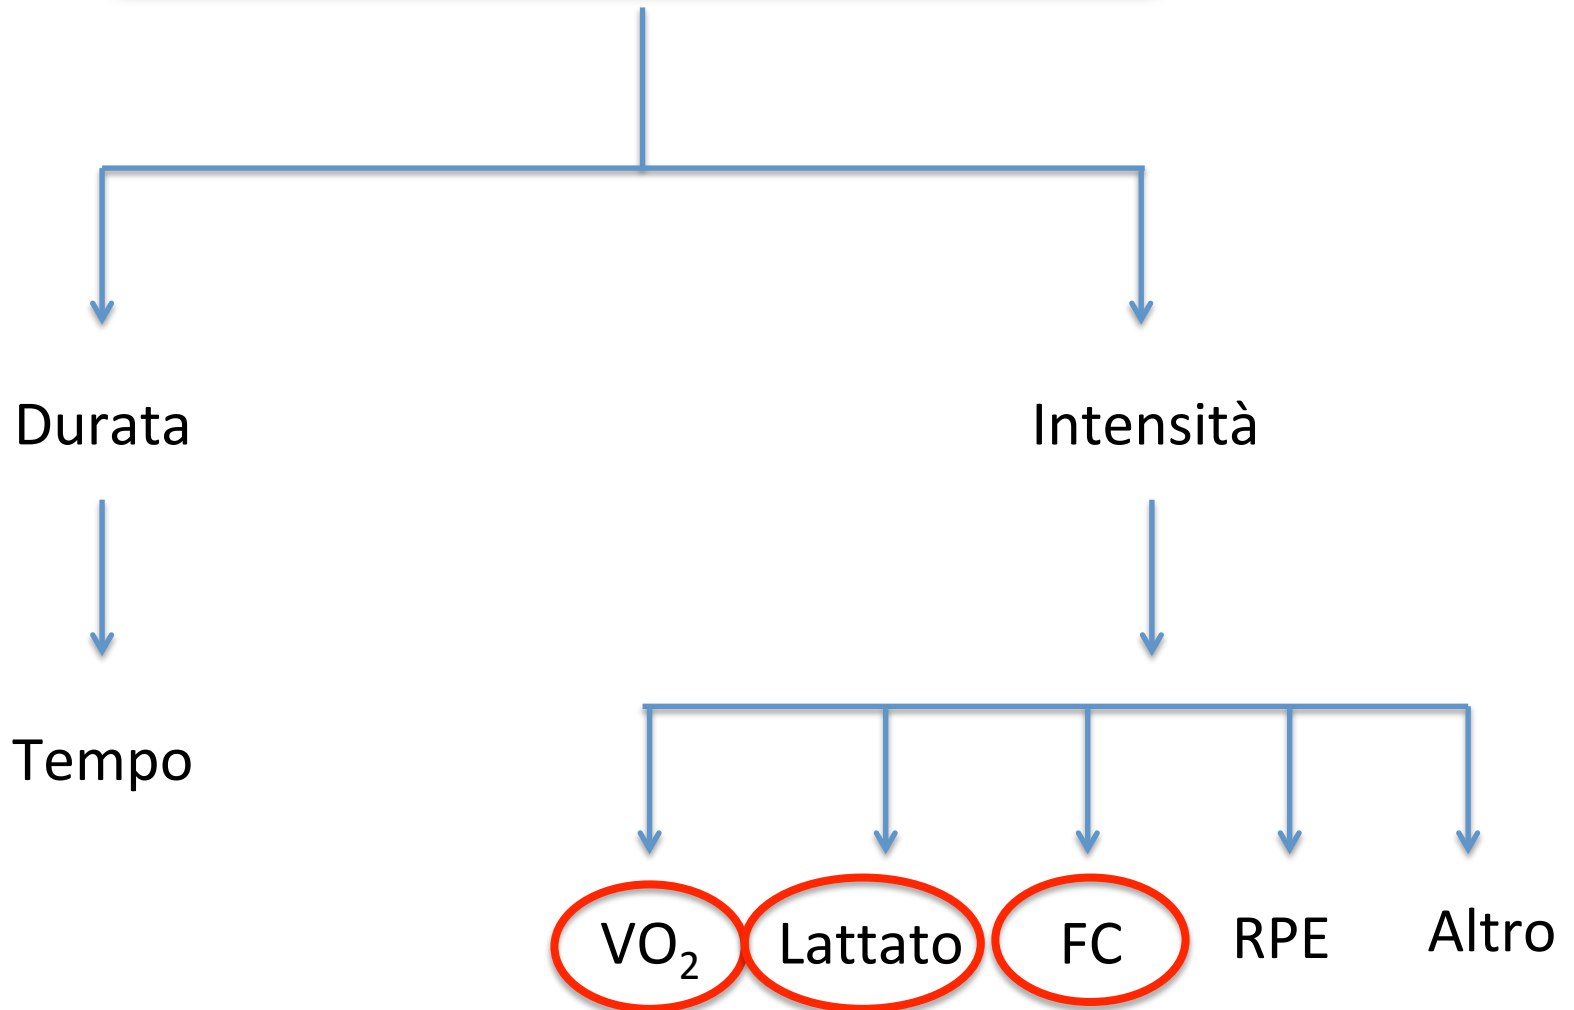 Durata
Intensità
Tempo
VO₂
Lattato
FC
RPE
Altro